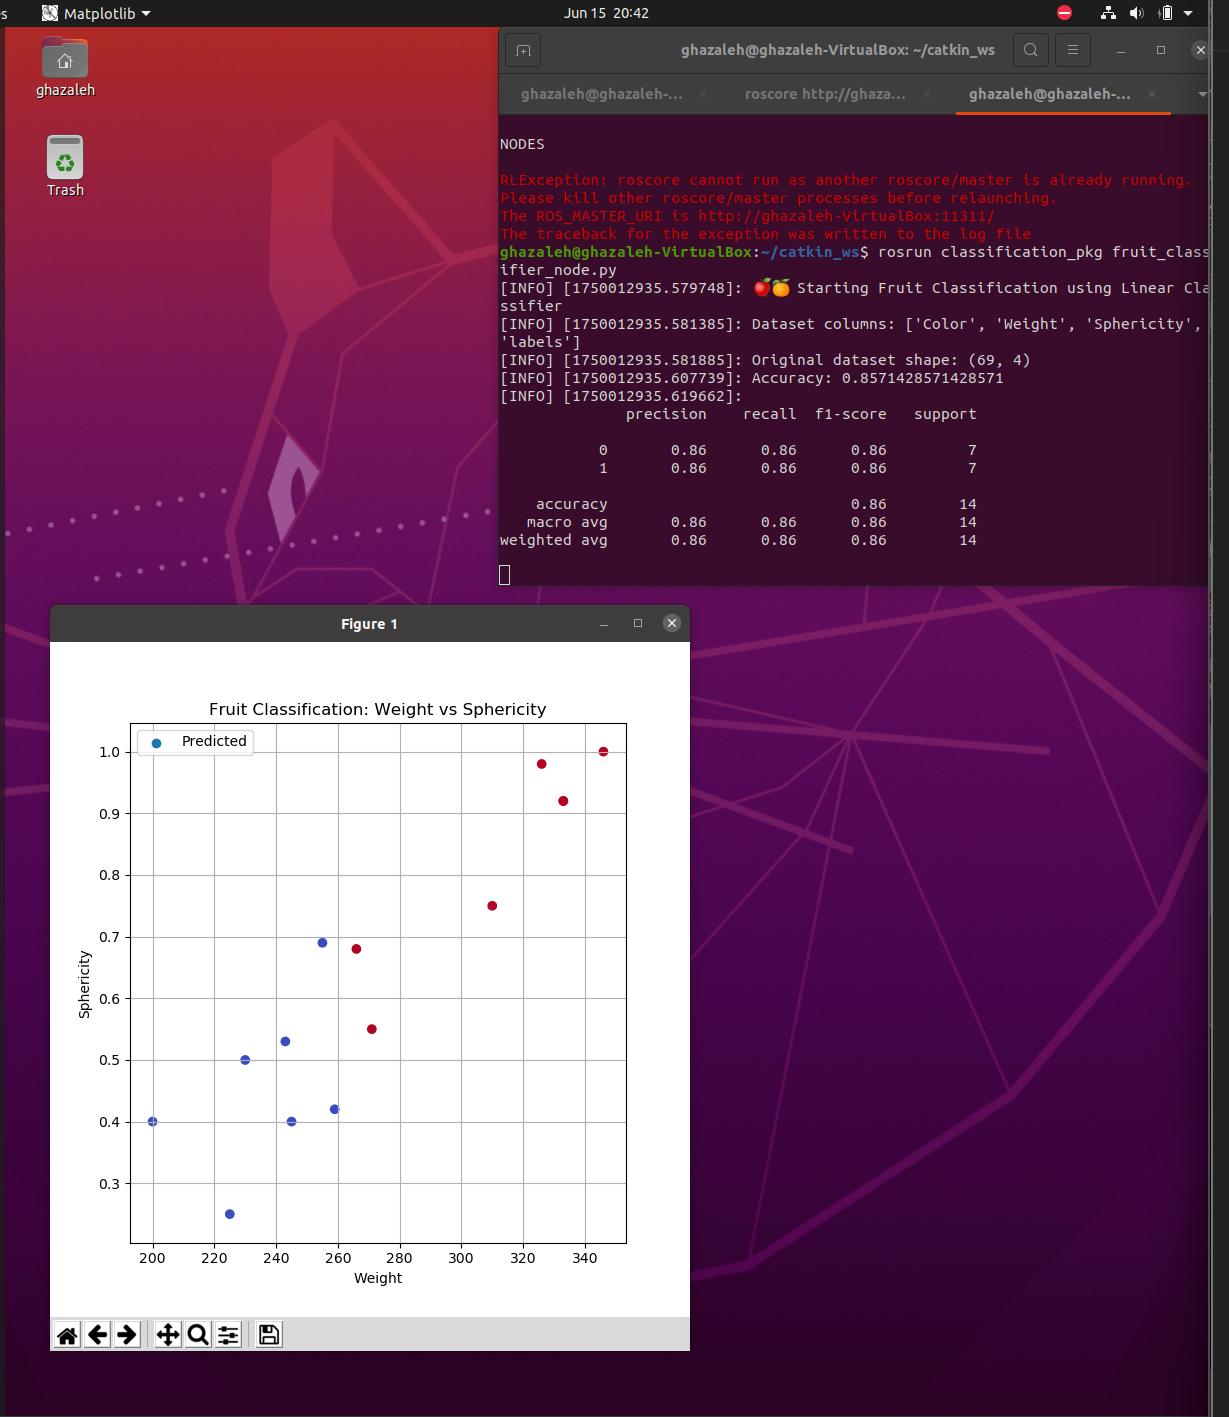 s Matplotlib Jun 15 20:42
ghazaleh
Trash
ghazaleh@ghazaleh-VirtualBox: ~/catkin_ws
ghazaleh@ghazaleh-... roscore http://ghaza... ghazaleh@ghazaleh-...
NODES
RLException: roscore cannot run as another roscore/master is already running.
Please kill other roscore/master processes before relaunching.
The ROS_MASTER_URI is http://ghazaleh-VirtualBox:11311/
The traceback for the exception was written to the log file
ghazaleh@ghazaleh-VirtualBox:~/catkin_ws$ rosrun classification_pkg fruit_class
ifier_node.py
[INFO] [1750012935.579748]: 🍎🍊 Starting Fruit Classification using Linear Cla
ssifier
[INFO] [1750012935.581385]: Dataset columns: ['Color', 'Weight', 'Sphericity',
'labels']
[INFO] [1750012935.581885]: Original dataset shape: (69, 4)
[INFO] [1750012935.607739]: Accuracy: 0.8571428571428571
[INFO] [1750012935.619662]:
precision recall f1-score support
0 0.86 0.86 0.86 7
1 0.86 0.86 0.86 7
accuracy 0.86 14
macro avg 0.86 0.86 0.86 14
weighted avg 0.86 0.86 0.86 14
Figure 1
Fruit Classification: Weight vs Sphericity
Predicted
1.0
0.9
0.8
0.7
0.6
0.5
0.4
0.3
Sphericity
200 220 240 260 280 300 320 340
Weight